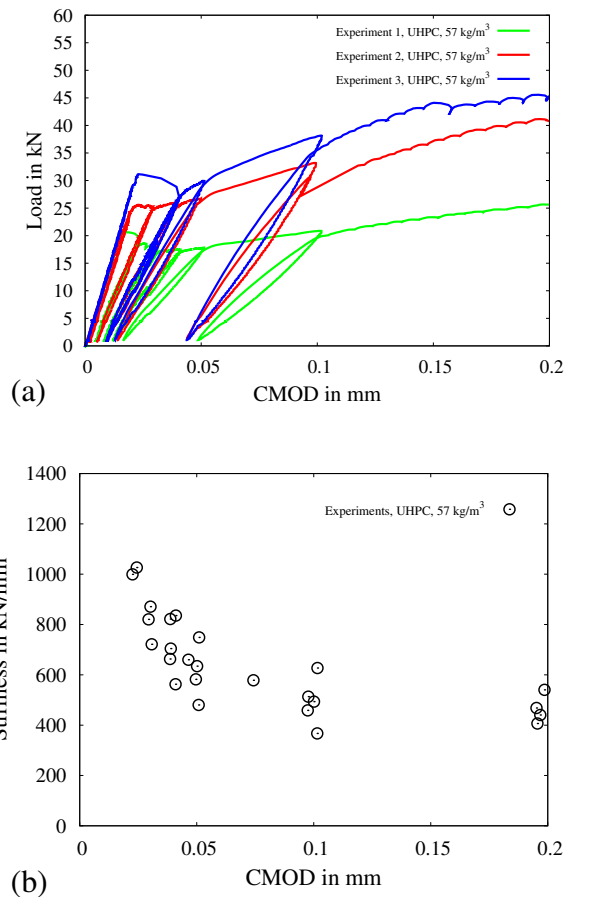 60
55
50
45
40
35
30
25
20
15
10
5
0
Load in kN
Experiment 1, UHPC, 57 kg/m³
Experiment 2, UHPC, 57 kg/m³
Experiment 3, UHPC, 57 kg/m³
0 0.05 0.1 0.15 0.2
CMOD in mm
(a)
1400
1200
1000
800
600
400
200
0
in kN/mm
Experiments, UHPC, 57 kg/m³
0 0.05 0.1 0.15 0.2
CMOD in mm
(b)